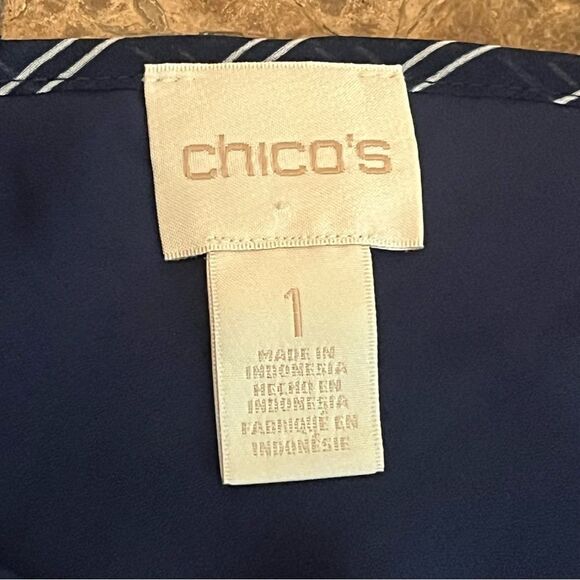 chico's
1
MADE IN
INDONESIA
HECHO EN
INDONESIA
FABRIQUÉ EN
INDONÉSIE